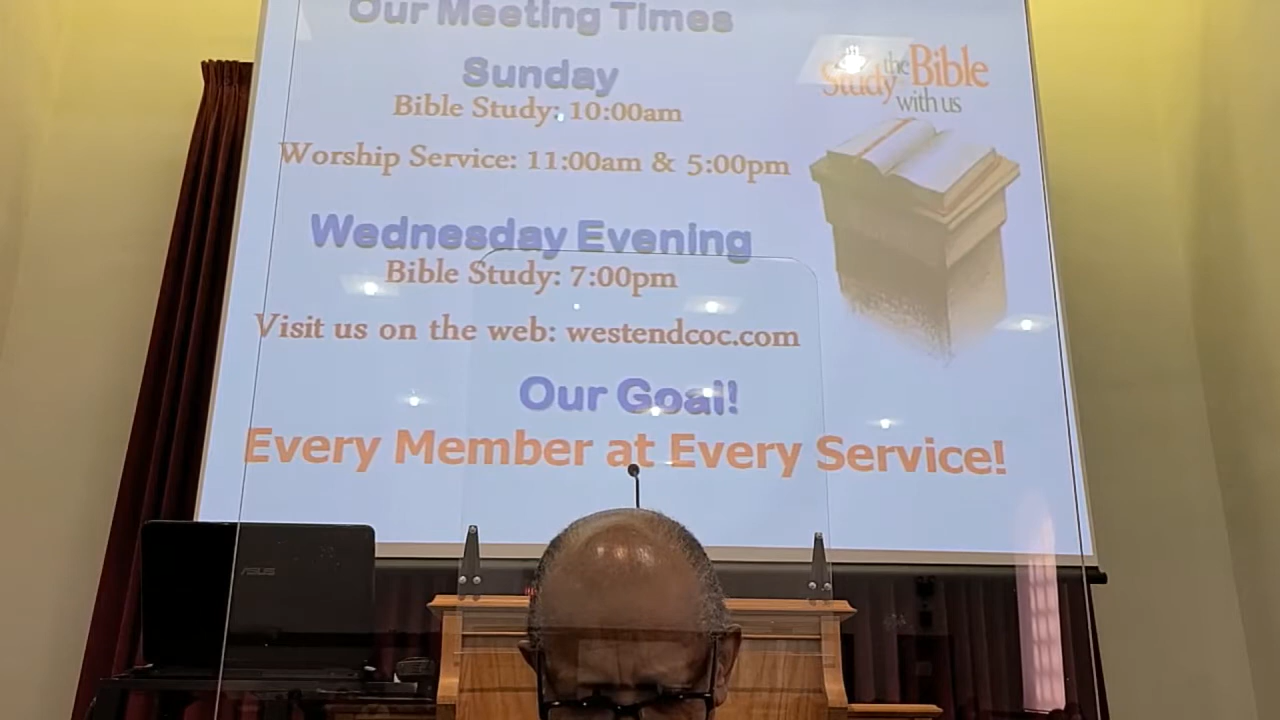 Our Meeting Times
Sunday
Bible Study: 10:00am
Worship Service: 11:00am & 5:00pm
Wednesday Evening
Bible Study: 7:00pm
Visit us on the web: westendcoc.com
Our Goal!
Every Member at Every Service!
Study the Bible
with us
ASUS